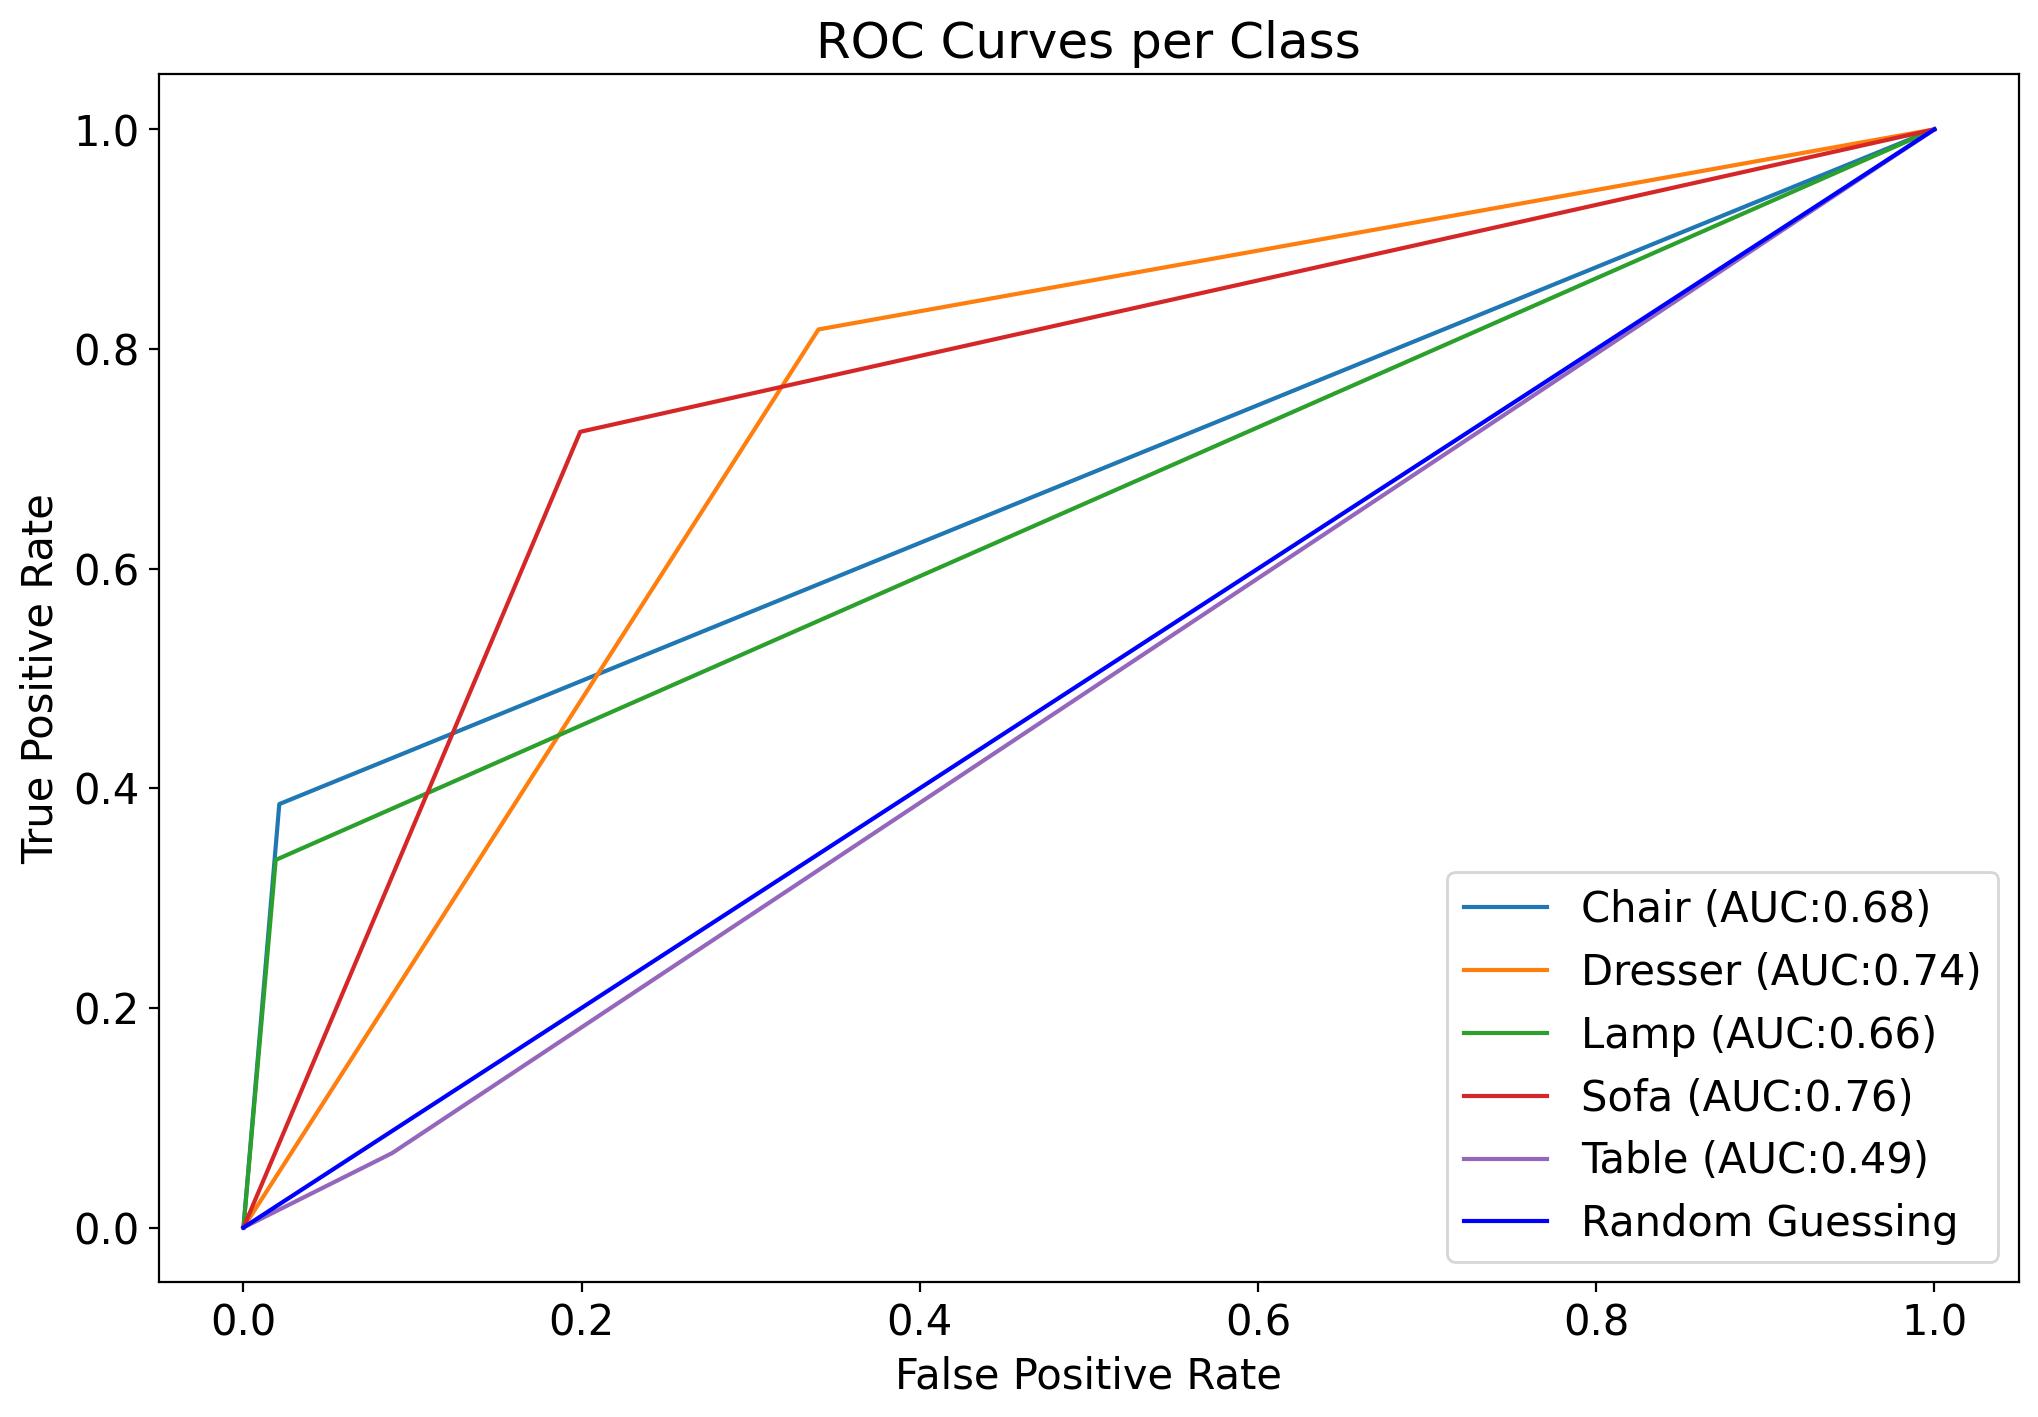 ROC Curves per Class
1.0
0.8
0.6
0.4
0.2
0.0
True Positive Rate
Chair (AUC:0.68)
Dresser (AUC:0.74)
Lamp (AUC:0.66)
Sofa (AUC:0.76)
Table (AUC:0.49)
Random Guessing
0.0 0.2 0.4 0.6 0.8 1.0
False Positive Rate